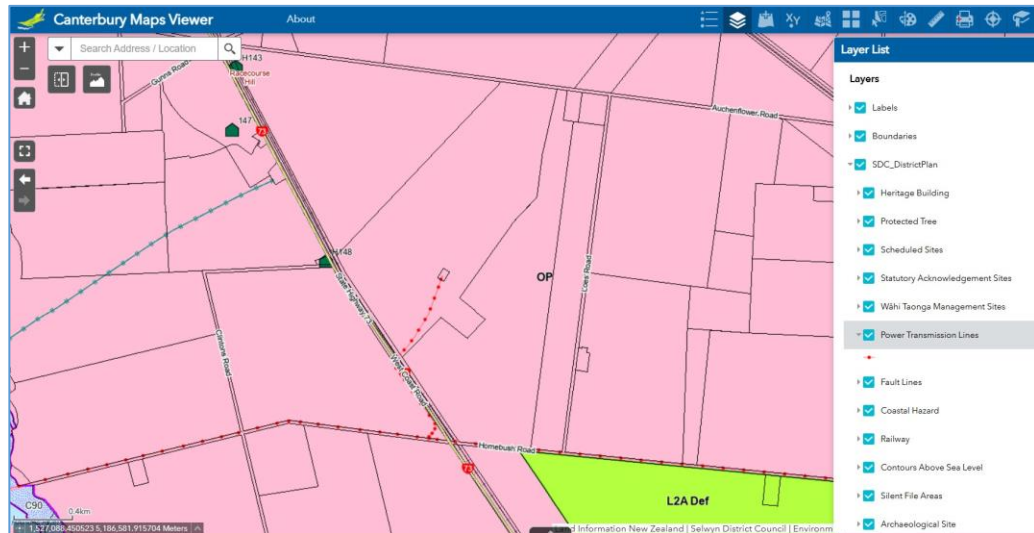 Canterbury Maps Viewer
About
Search Address / Location
Layer List
Layers
Labels
Boundaries
SDC_DistrictPlan
Heritage Building
Protected Tree
Scheduled Sites
Statutory Acknowledgement Sites
Wāhi Taonga Management Sites
Power Transmission Lines
Fault Lines
Coastal Hazard
Railway
Contours Above Sea Level
Silent File Areas
Archaeological Site
H143
Racecourse
Hill
Gunns Road
147
73
Auchenflower Road
H148
State Highway 73
OP
Loes Road
Clintons Road
West Coast Road
Homebush Road
73
L2A Def
C90
0.4km
1,527,088.450523 5,186,581.915704 Meters
Land Information New Zealand | Selwyn District Council | Environm